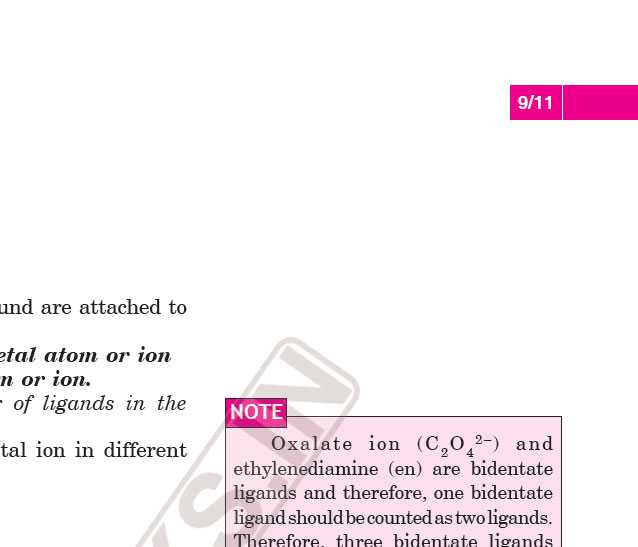 9/11
und are attached to
etal atom or ion
n or ion.
r of ligands in the
tal ion in different
NOTE
Oxalate ion (C₂O₄²⁻) and
ethylenediamine (en) are bidentate
ligands and therefore, one bidentate
ligand should be counted as two ligands.
Therefore, three bidentate ligands
S.IN